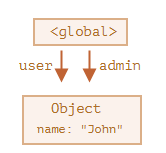 <global>
user admin
Object
name: "John"